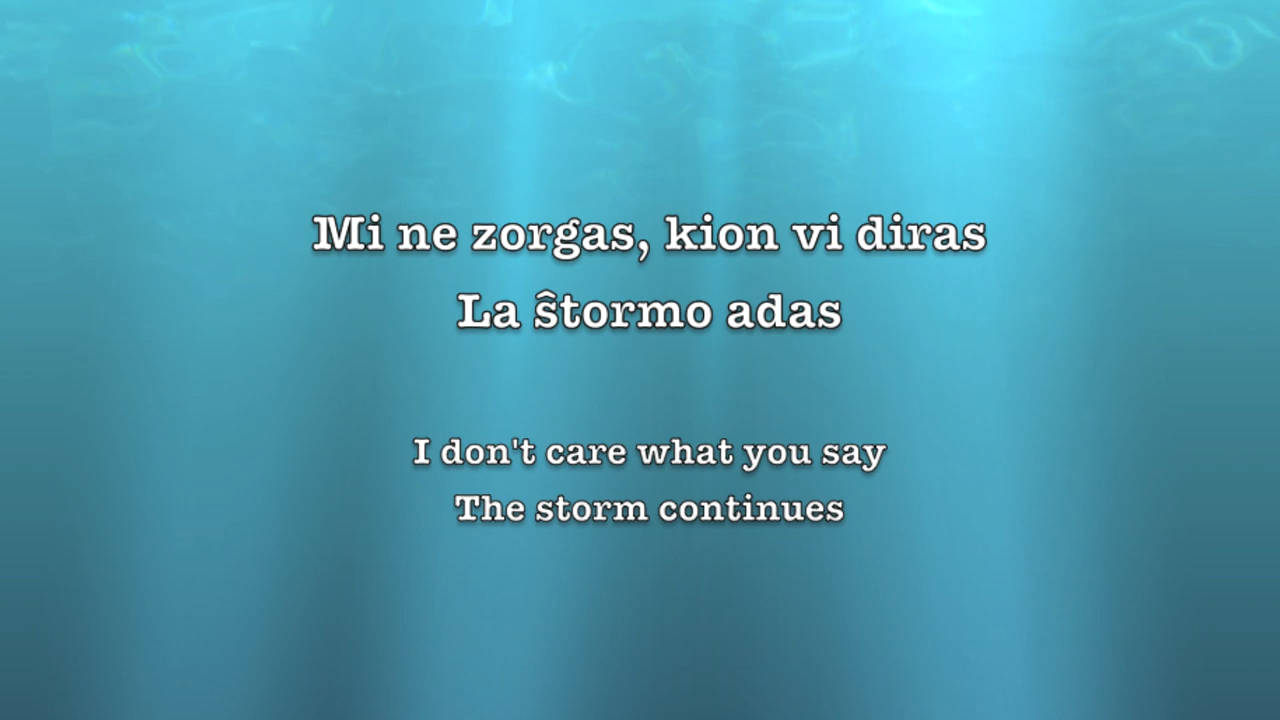 Mi ne zorgas, kion vi diras
La ŝtormo adas
I don't care what you say
The storm continues